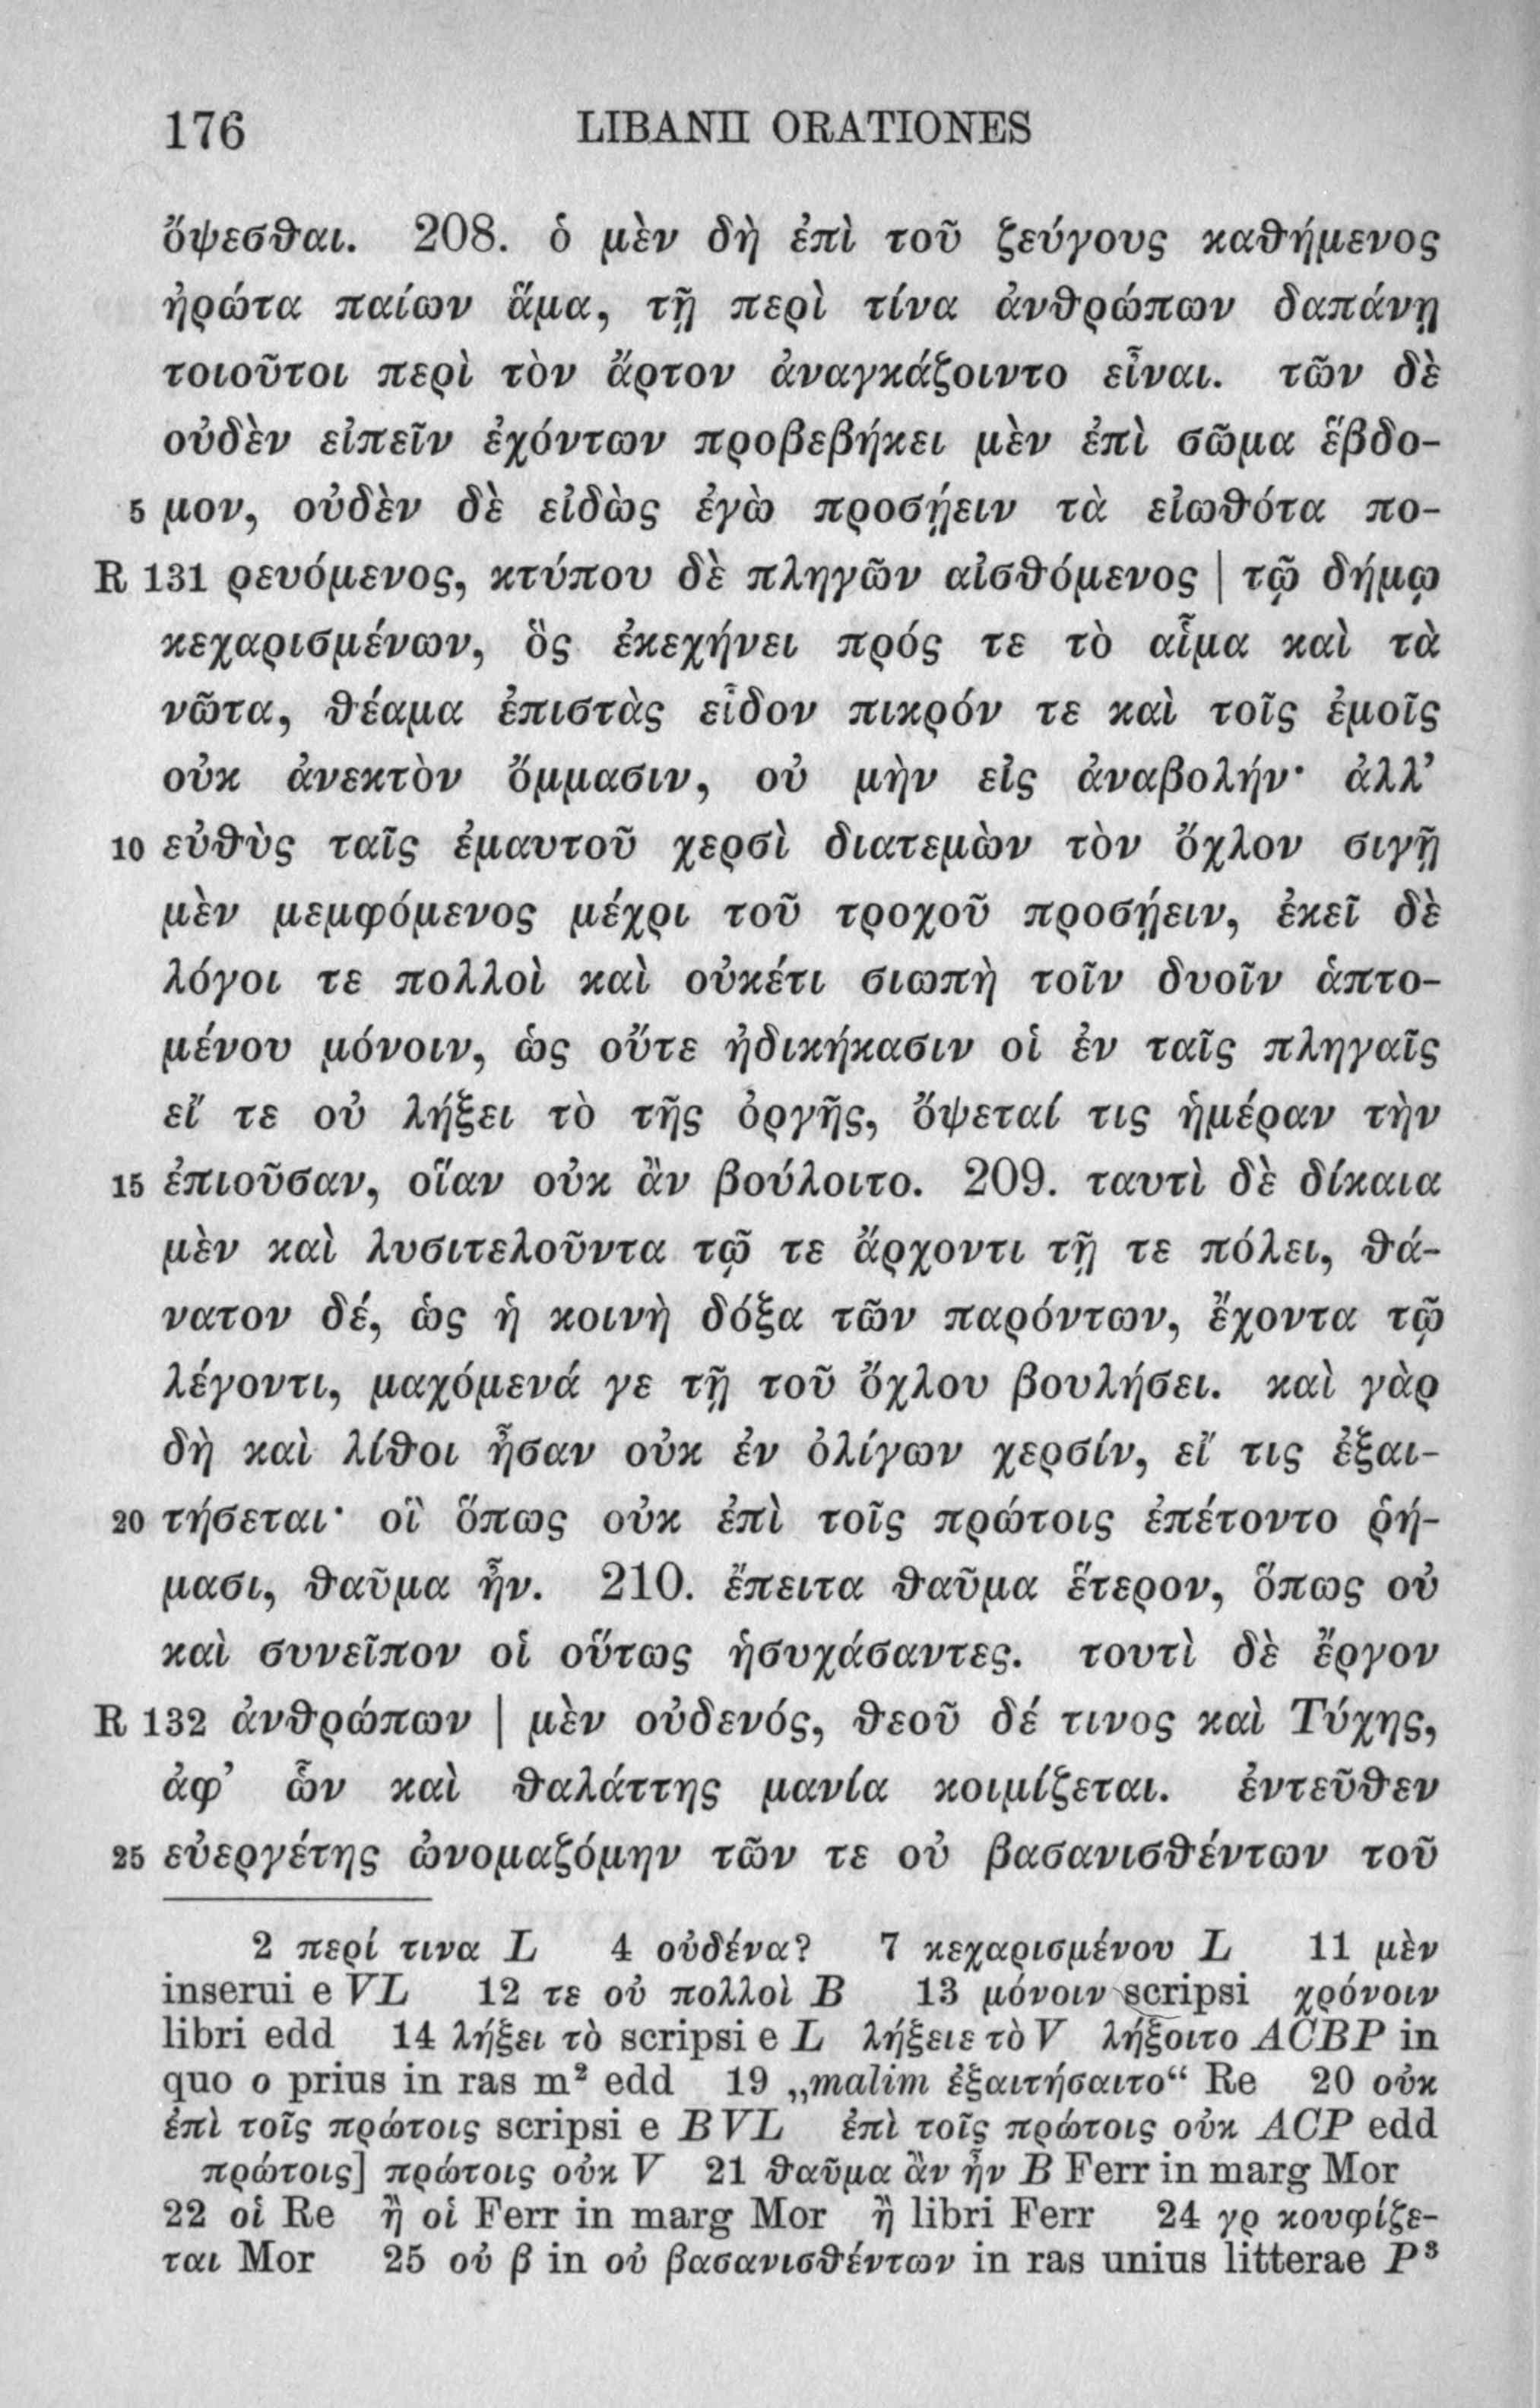 176 LIBANII ORATIONES
ὄψεσθαι. 208. ὁ μὲν δὴ ἐπὶ τοῦ ζεύγους καθήμενος
ἠρώτα παίων ἅμα, τῇ περὶ τίνα ἀνθρώπων δαπάνῃ
τοιοῦτοι περὶ τὸν ἄρτον ἀναγκάζοιντο εἶναι. τῶν δὲ
οὐδὲν εἰπεῖν ἐχόντων προβεβήκει μὲν ἐπὶ σῶμα ἕβδο-
5 μον, οὐδὲν δὲ εἰδὼς ἐγὼ προσῄειν τὰ εἰωθότα πο-
R 131 ρευόμενος, κτύπου δὲ πληγῶν αἰσθόμενος | τῷ δήμῳ
κεχαρισμένων, ὃς ἐκεχήνει πρός τε τὸ αἷμα καὶ τὰ
νῶτα, θέαμα ἐπιστὰς εἶδον πικρόν τε καὶ τοῖς ἐμοῖς
οὐκ ἀνεκτὸν ὄμμασιν, οὐ μὴν εἰς ἀναβολήν· ἀλλ’
10 εὐθὺς ταῖς ἐμαυτοῦ χερσὶ διατεμὼν τὸν ὄχλον σιγῇ
μὲν μεμφόμενος μέχρι τοῦ τροχοῦ προσῄειν, ἐκεῖ δὲ
λόγοι τε πολλοὶ καὶ οὐκέτι σιωπὴ τοῖν δυοῖν ἁπτο-
μένου μόνοιν, ὡς οὔτε ἠδικήκασιν οἱ ἐν ταῖς πληγαῖς
εἴ τε οὐ λήξει τὸ τῆς ὀργῆς, ὄψεταί τις ἡμέραν τὴν
15 ἐπιοῦσαν, οἵαν οὐκ ἂν βούλοιτο. 209. ταυτὶ δὲ δίκαια
μὲν καὶ λυσιτελοῦντα τῷ τε ἄρχοντι τῇ τε πόλει, θά-
νατον δέ, ὡς ἡ κοινὴ δόξα τῶν παρόντων, ἔχοντα τῷ
λέγοντι, μαχόμενά γε τῇ τοῦ ὄχλου βουλήσει. καὶ γὰρ
δὴ καὶ λίθοι ἦσαν οὐκ ἐν ὀλίγων χερσίν, εἴ τις ἐξαι-
20 τήσεται· οἳ ὅπως οὐκ ἐπὶ τοῖς πρώτοις ἐπέτοντο ῥή-
μασι, θαῦμα ἦν. 210. ἔπειτα θαῦμα ἕτερον, ὅπως οὐ
καὶ συνεῖπον οἱ οὕτως ἡσυχάσαντες. τουτὶ δὲ ἔργον
R 132 ἀνθρώπων | μὲν οὐδενός, θεοῦ δέ τινος καὶ Τύχης,
ἀφ’ ὧν καὶ θαλάττης μανία κοιμίζεται. ἐντεῦθεν
25 εὐεργέτης ὠνομαζόμην τῶν τε οὐ βασανισθέντων τοῦ
2 περί τινα L 4 οὐδένα? 7 κεχαρισμένου L 11 μὲν
inserui e VL 12 τε οὐ πολλοὶ B 13 μόνοιν scripsi χρόνοιν
libri edd 14 λήξει τὸ scripsi e L λήξειε τὸ V λήξοιτο ACBP in
quo ο prius in ras m² edd 19 „malim ἐξαιτήσαιτο“ Re 20 οὐκ
ἐπὶ τοῖς πρώτοις scripsi e BVL ἐπὶ τοῖς πρώτοις οὐκ ACP edd
πρώτοις] πρώτοις οὐκ V 21 θαῦμα ἂν ἦν B Ferr in marg Mor
22 οἱ Re ἢ οἱ Ferr in marg Mor ἢ libri Ferr 24 γρ κουφίζε-
ται Mor 25 οὐ β in οὐ βασανισθέντων in ras unius litterae P³